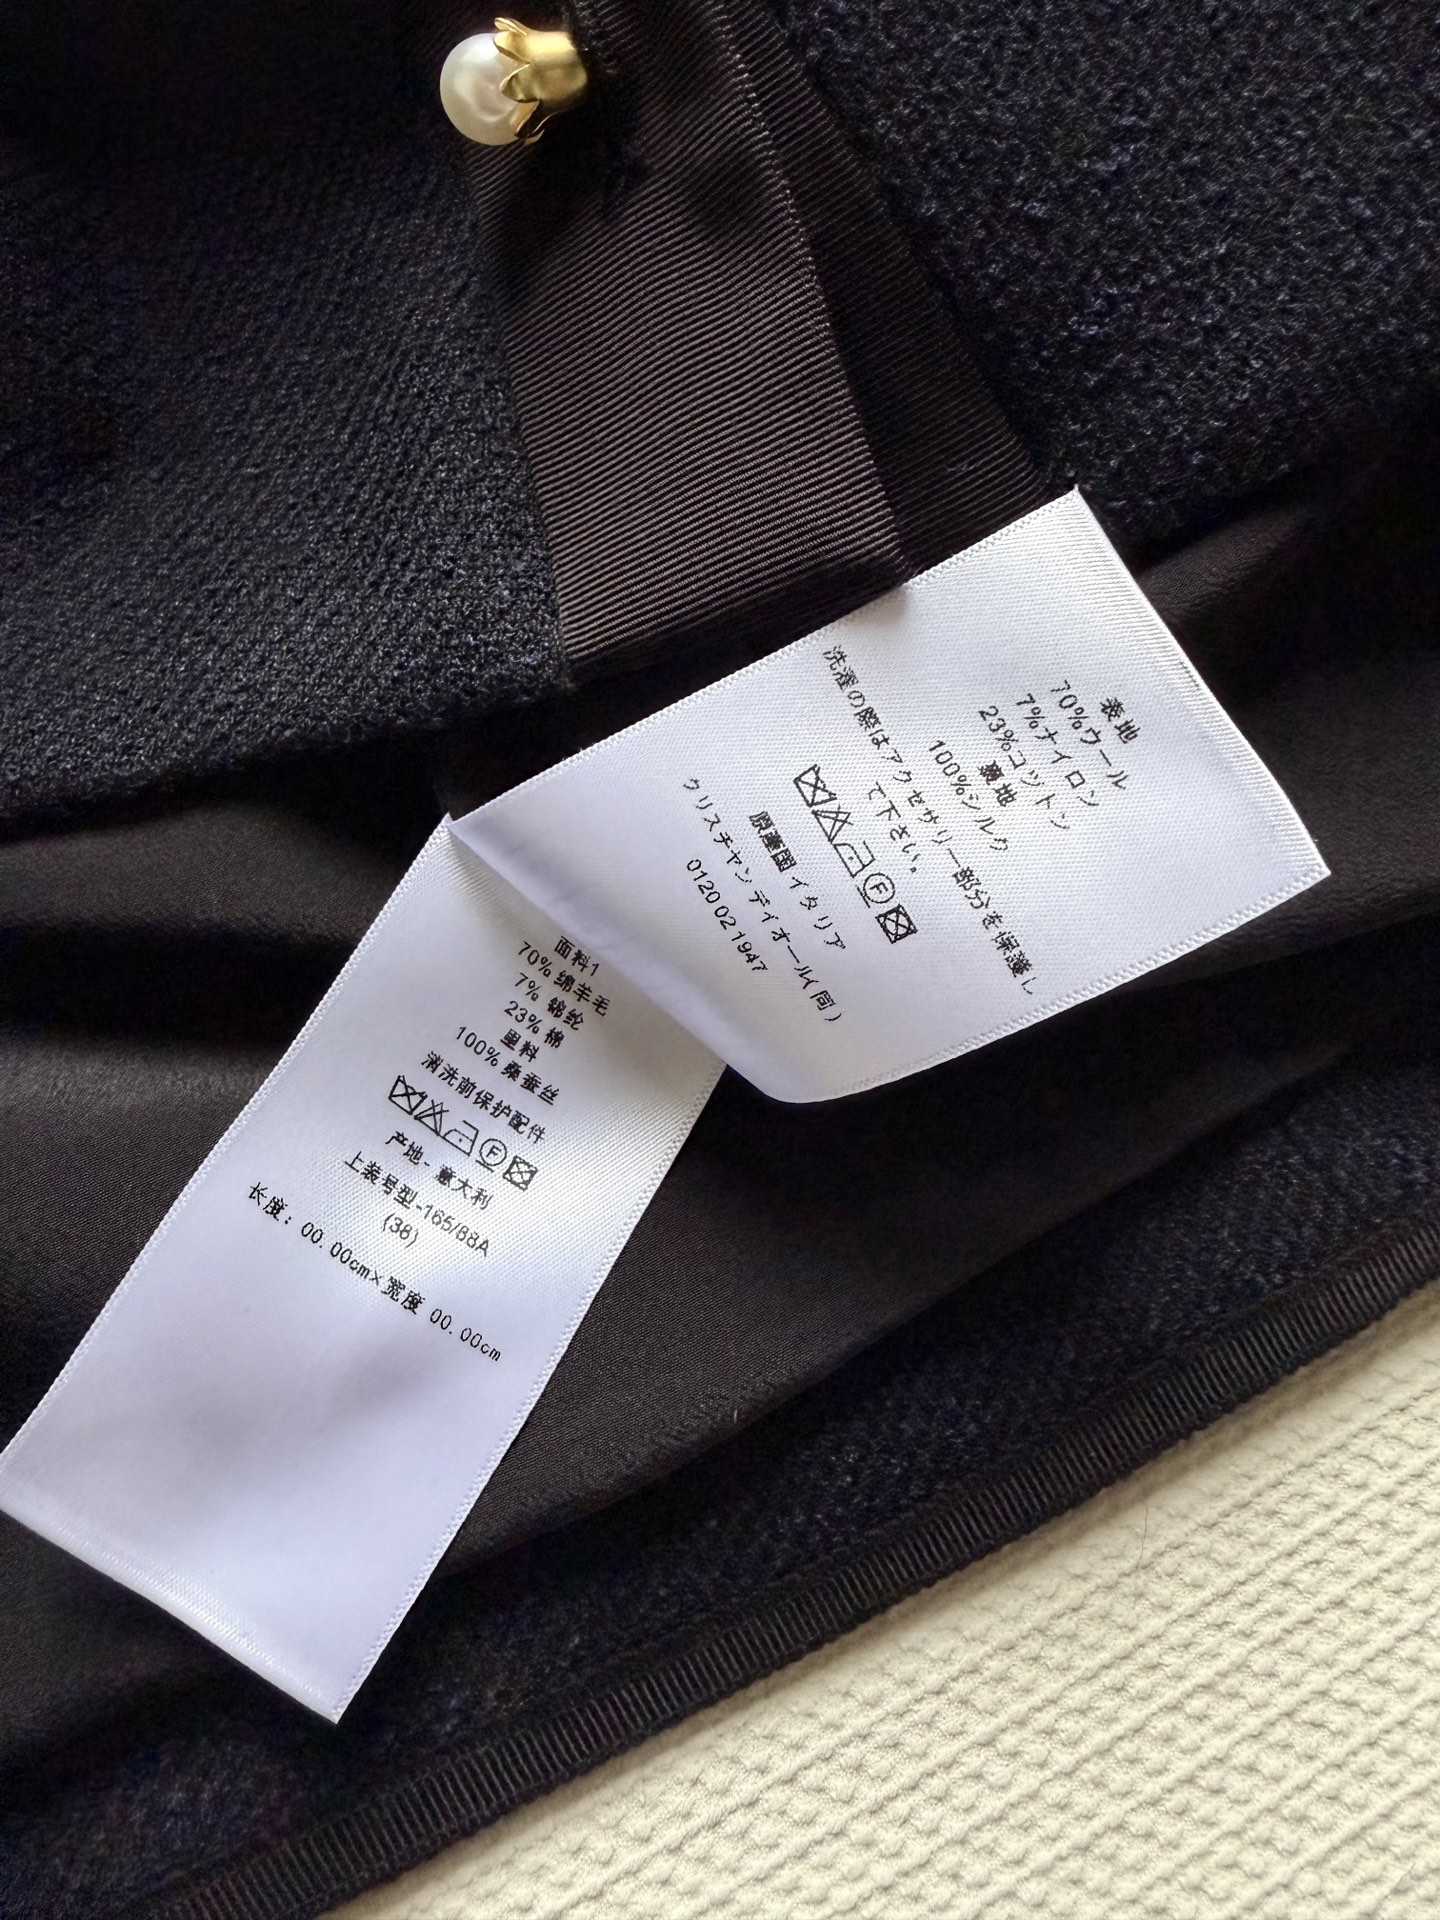 表地
70%ウール
7%ナイロン
23%コットン
裏地
100%シルク
洗濯の際はアクセサリー部分を保護し
て下さい。
F
原産国イタリア
クリスチャンディオール(同)
0120021947
面料1
70% 绵羊毛
7% 锦纶
23% 棉
里料
100% 桑蚕丝
清洗前保护配件
F
产地-意大利
上装号型-165/88A
(38)
长度: 00.00cm×宽度 00.00cm